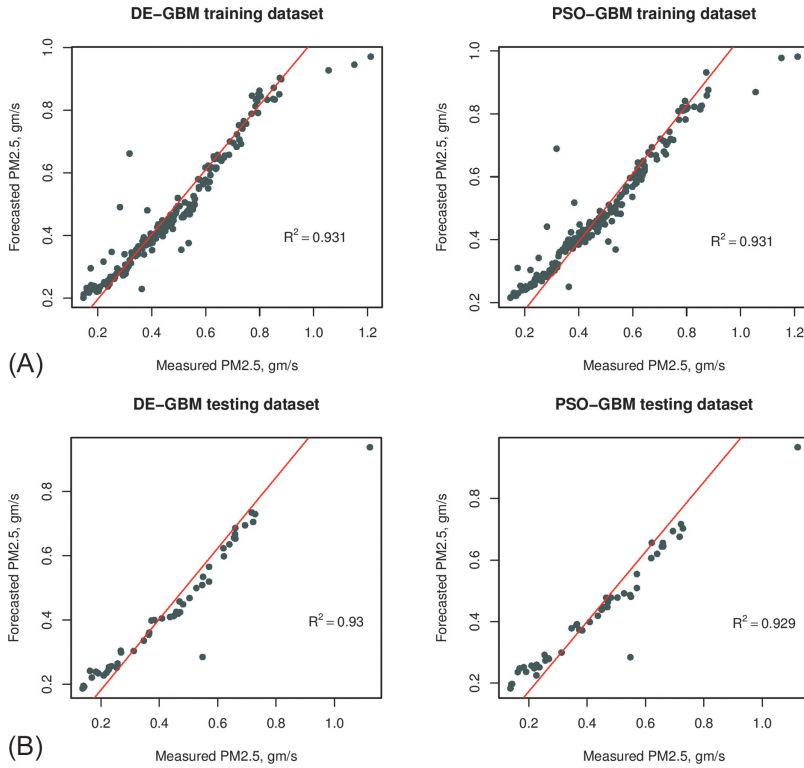 DE−GBM training dataset
PSO−GBM training dataset
Forecasted PM2.5, gm/s
1.0
0.8
0.6
0.4
0.2
R² = 0.931
0.2 0.4 0.6 0.8 1.0 1.2
Measured PM2.5, gm/s
Forecasted PM2.5, gm/s
1.0
0.8
0.6
0.4
0.2
R² = 0.931
0.2 0.4 0.6 0.8 1.0 1.2
Measured PM2.5, gm/s
(A)
DE−GBM testing dataset
PSO−GBM testing dataset
Forecasted PM2.5, gm/s
0.8
0.6
0.4
0.2
R² = 0.93
0.2 0.4 0.6 0.8 1.0
Measured PM2.5, gm/s
Forecasted PM2.5, gm/s
0.8
0.6
0.4
0.2
R² = 0.929
0.2 0.4 0.6 0.8 1.0
Measured PM2.5, gm/s
(B)